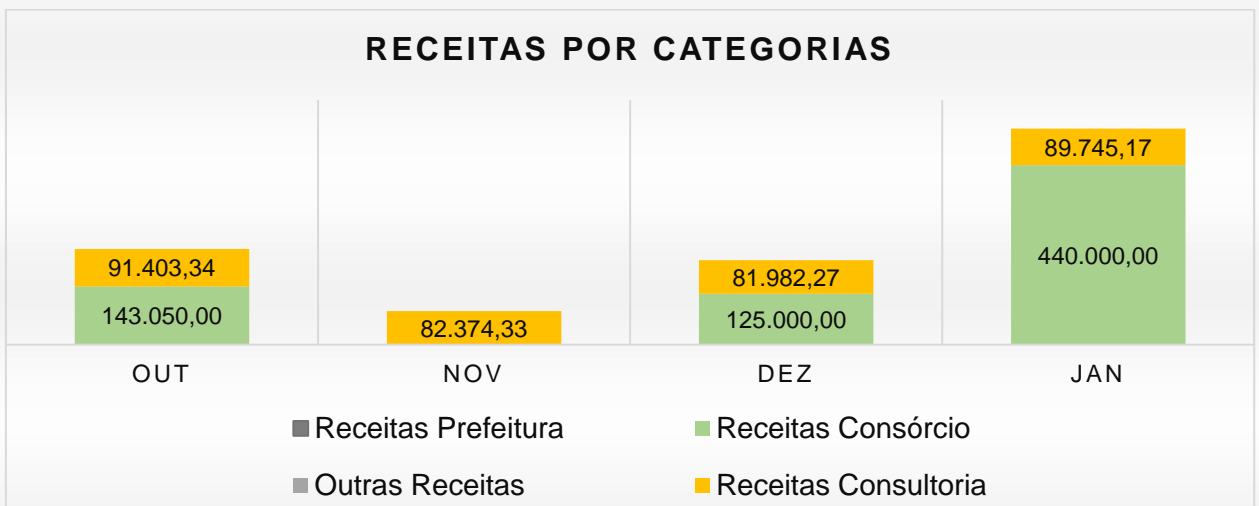 RECEITAS POR CATEGORIAS
89.745,17
440.000,00
91.403,34
81.982,27
143.050,00
82.374,33
125.000,00
OUT NOV DEZ JAN
Receitas Prefeitura Receitas Consórcio
Outras Receitas Receitas Consultoria